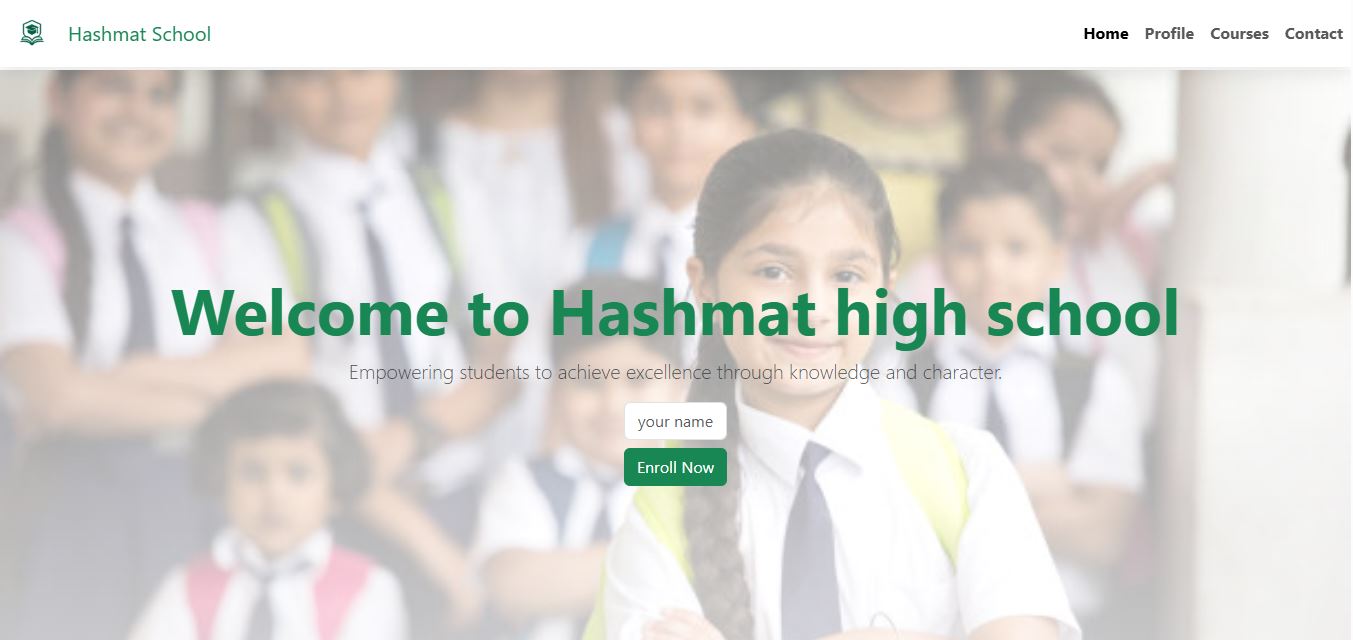 Hashmat School
Home Profile Courses Contact
Welcome to Hashmat high school
Empowering students to achieve excellence through knowledge and character.
your name
Enroll Now